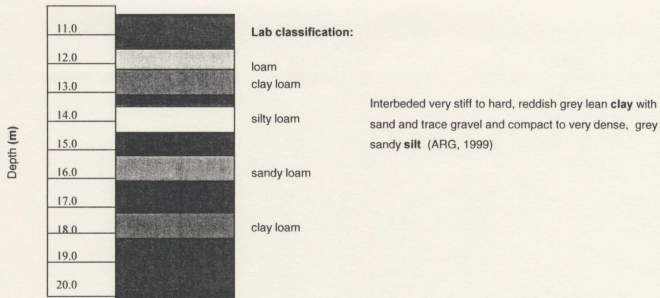 Depth (m)
11.0
12.0
13.0
14.0
15.0
16.0
17.0
18.0
19.0
20.0
Lab classification:
loam
clay loam
silty loam
sandy loam
clay loam
Interbeded very stiff to hard, reddish grey lean clay with
sand and trace gravel and compact to very dense, grey
sandy silt (ARG, 1999)